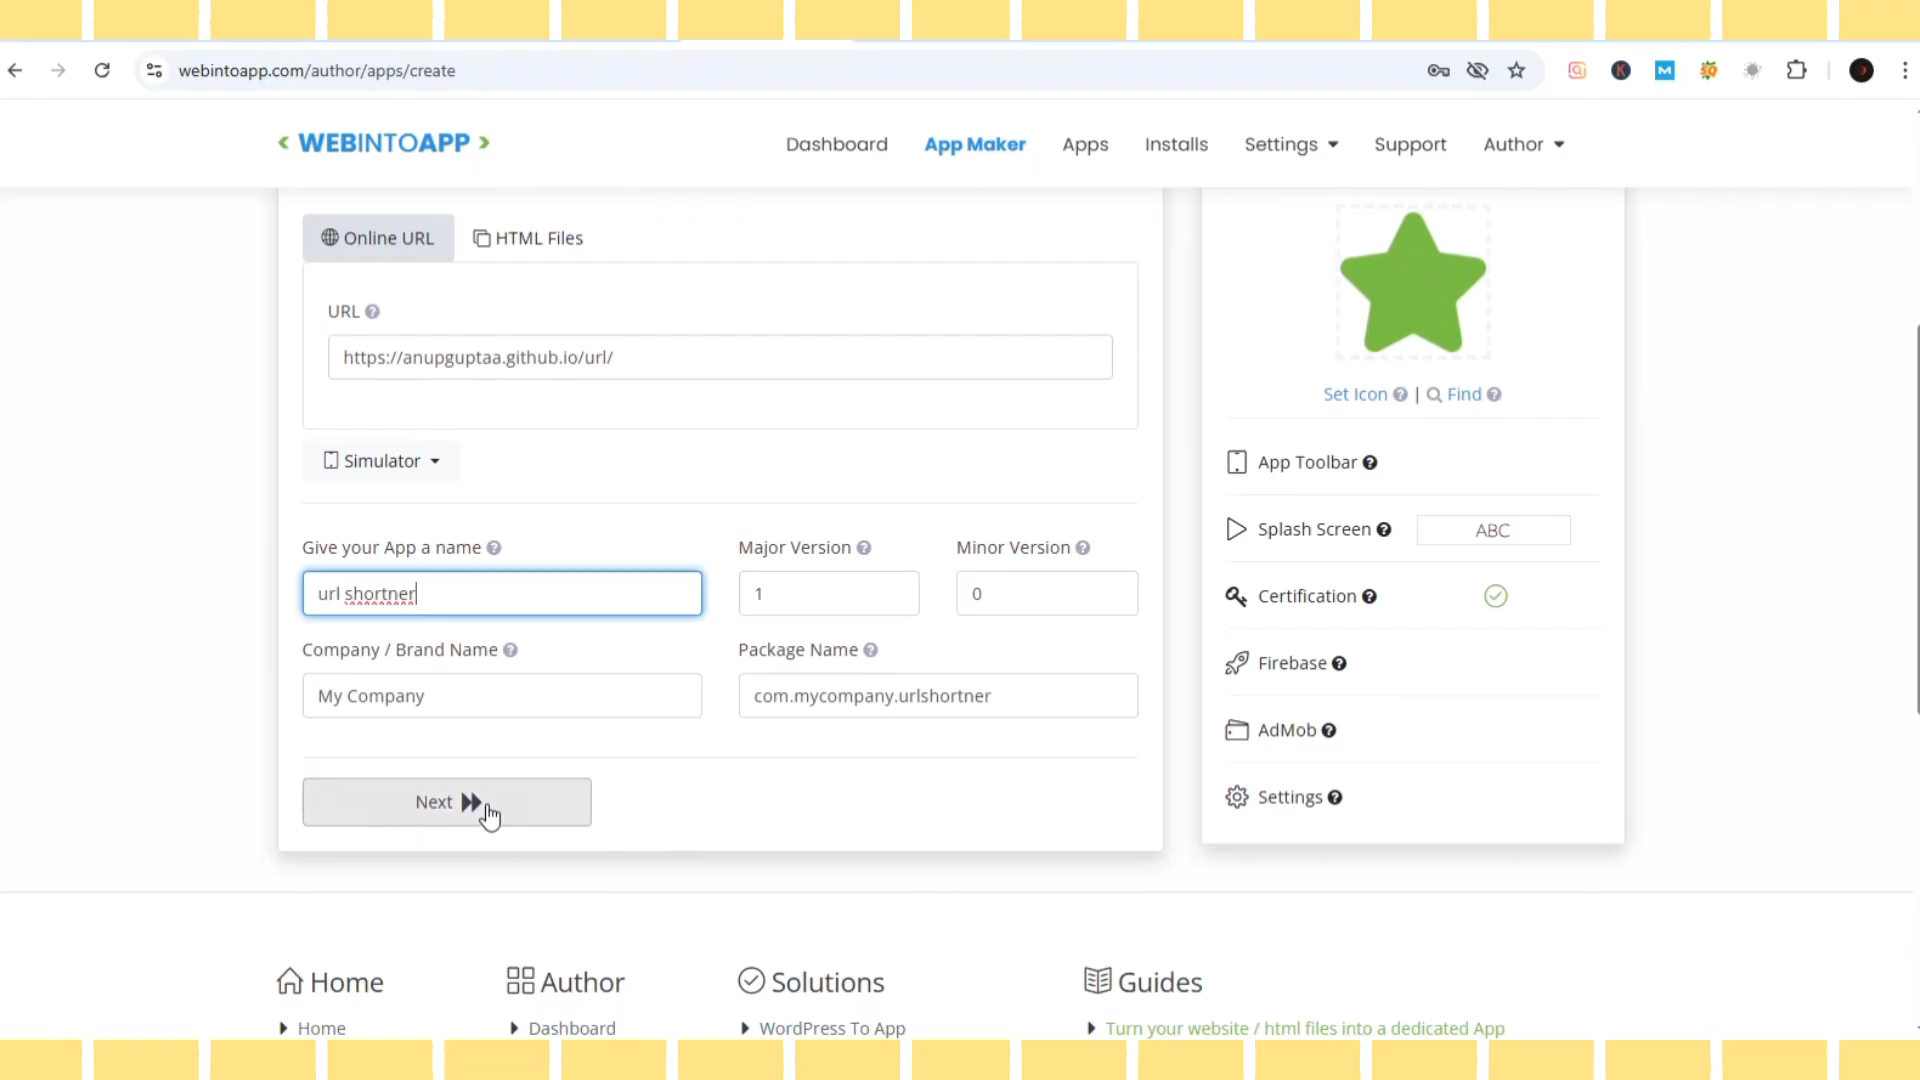 webintoapp.com/author/apps/create
< WEBINTOAPP >
Dashboard App Maker Apps Installs Settings Support Author
Online URL HTML Files
URL
https://anupguptaa.github.io/url/
Simulator
Give your App a name Major Version Minor Version
url shortner 1 0
Company / Brand Name Package Name
My Company com.mycompany.urlshortner
Next
Set Icon | Find
App Toolbar
Splash Screen ABC
Certification
Firebase
AdMob
Settings
Home Author Solutions Guides
Home Dashboard WordPress To App Turn your website / html files into a dedicated App